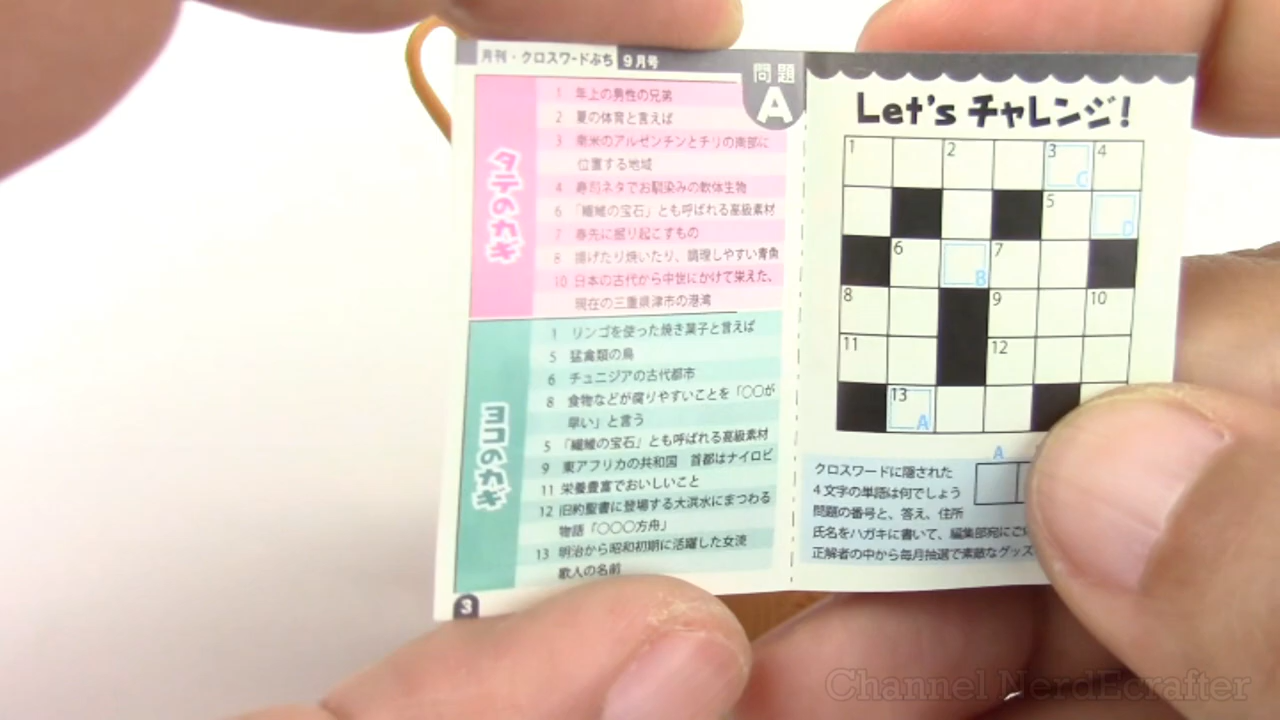 月刊・クロスワードぷち 9月号
問題
A
タテのカギ
1 年上の男性の兄弟
2 夏の体育と言えば
3 南米のアルゼンチンとチリの南部に
位置する地域
4 寿司ネタでお馴染みの軟体生物
6 「繊維の宝石」とも呼ばれる高級素材
7 春先に掘り起こすもの
8 揚げたり焼いたり、調理しやすい青魚
10 日本の古代から中世にかけて栄えた、
現在の三重県津市の港湾
ヨコのカギ
1 リンゴを使った焼き菓子と言えば
5 猛禽類の鳥
6 チュニジアの古代都市
8 食物などが腐りやすいことを「〇〇が
早い」と言う
5 「繊維の宝石」とも呼ばれる高級素材
9 東アフリカの共和国 首都はナイロビ
11 栄養豊富でおいしいこと
12 旧約聖書に登場する大洪水にまつわる
物語「〇〇〇方舟」
13 明治から昭和初期に活躍した女流
歌人の名前
3
Let's チャレンジ!
1 2 3 C 4
5 D
6 B 7
8 9 10
11 12
13 A
A
クロスワードに隠された
4文字の単語は何でしょう
問題の番号と、答え、住所
氏名をハガキに書いて、編集部宛にご
正解者の中から毎月抽選で素敵なグッズ
Channel NerdEcrafter